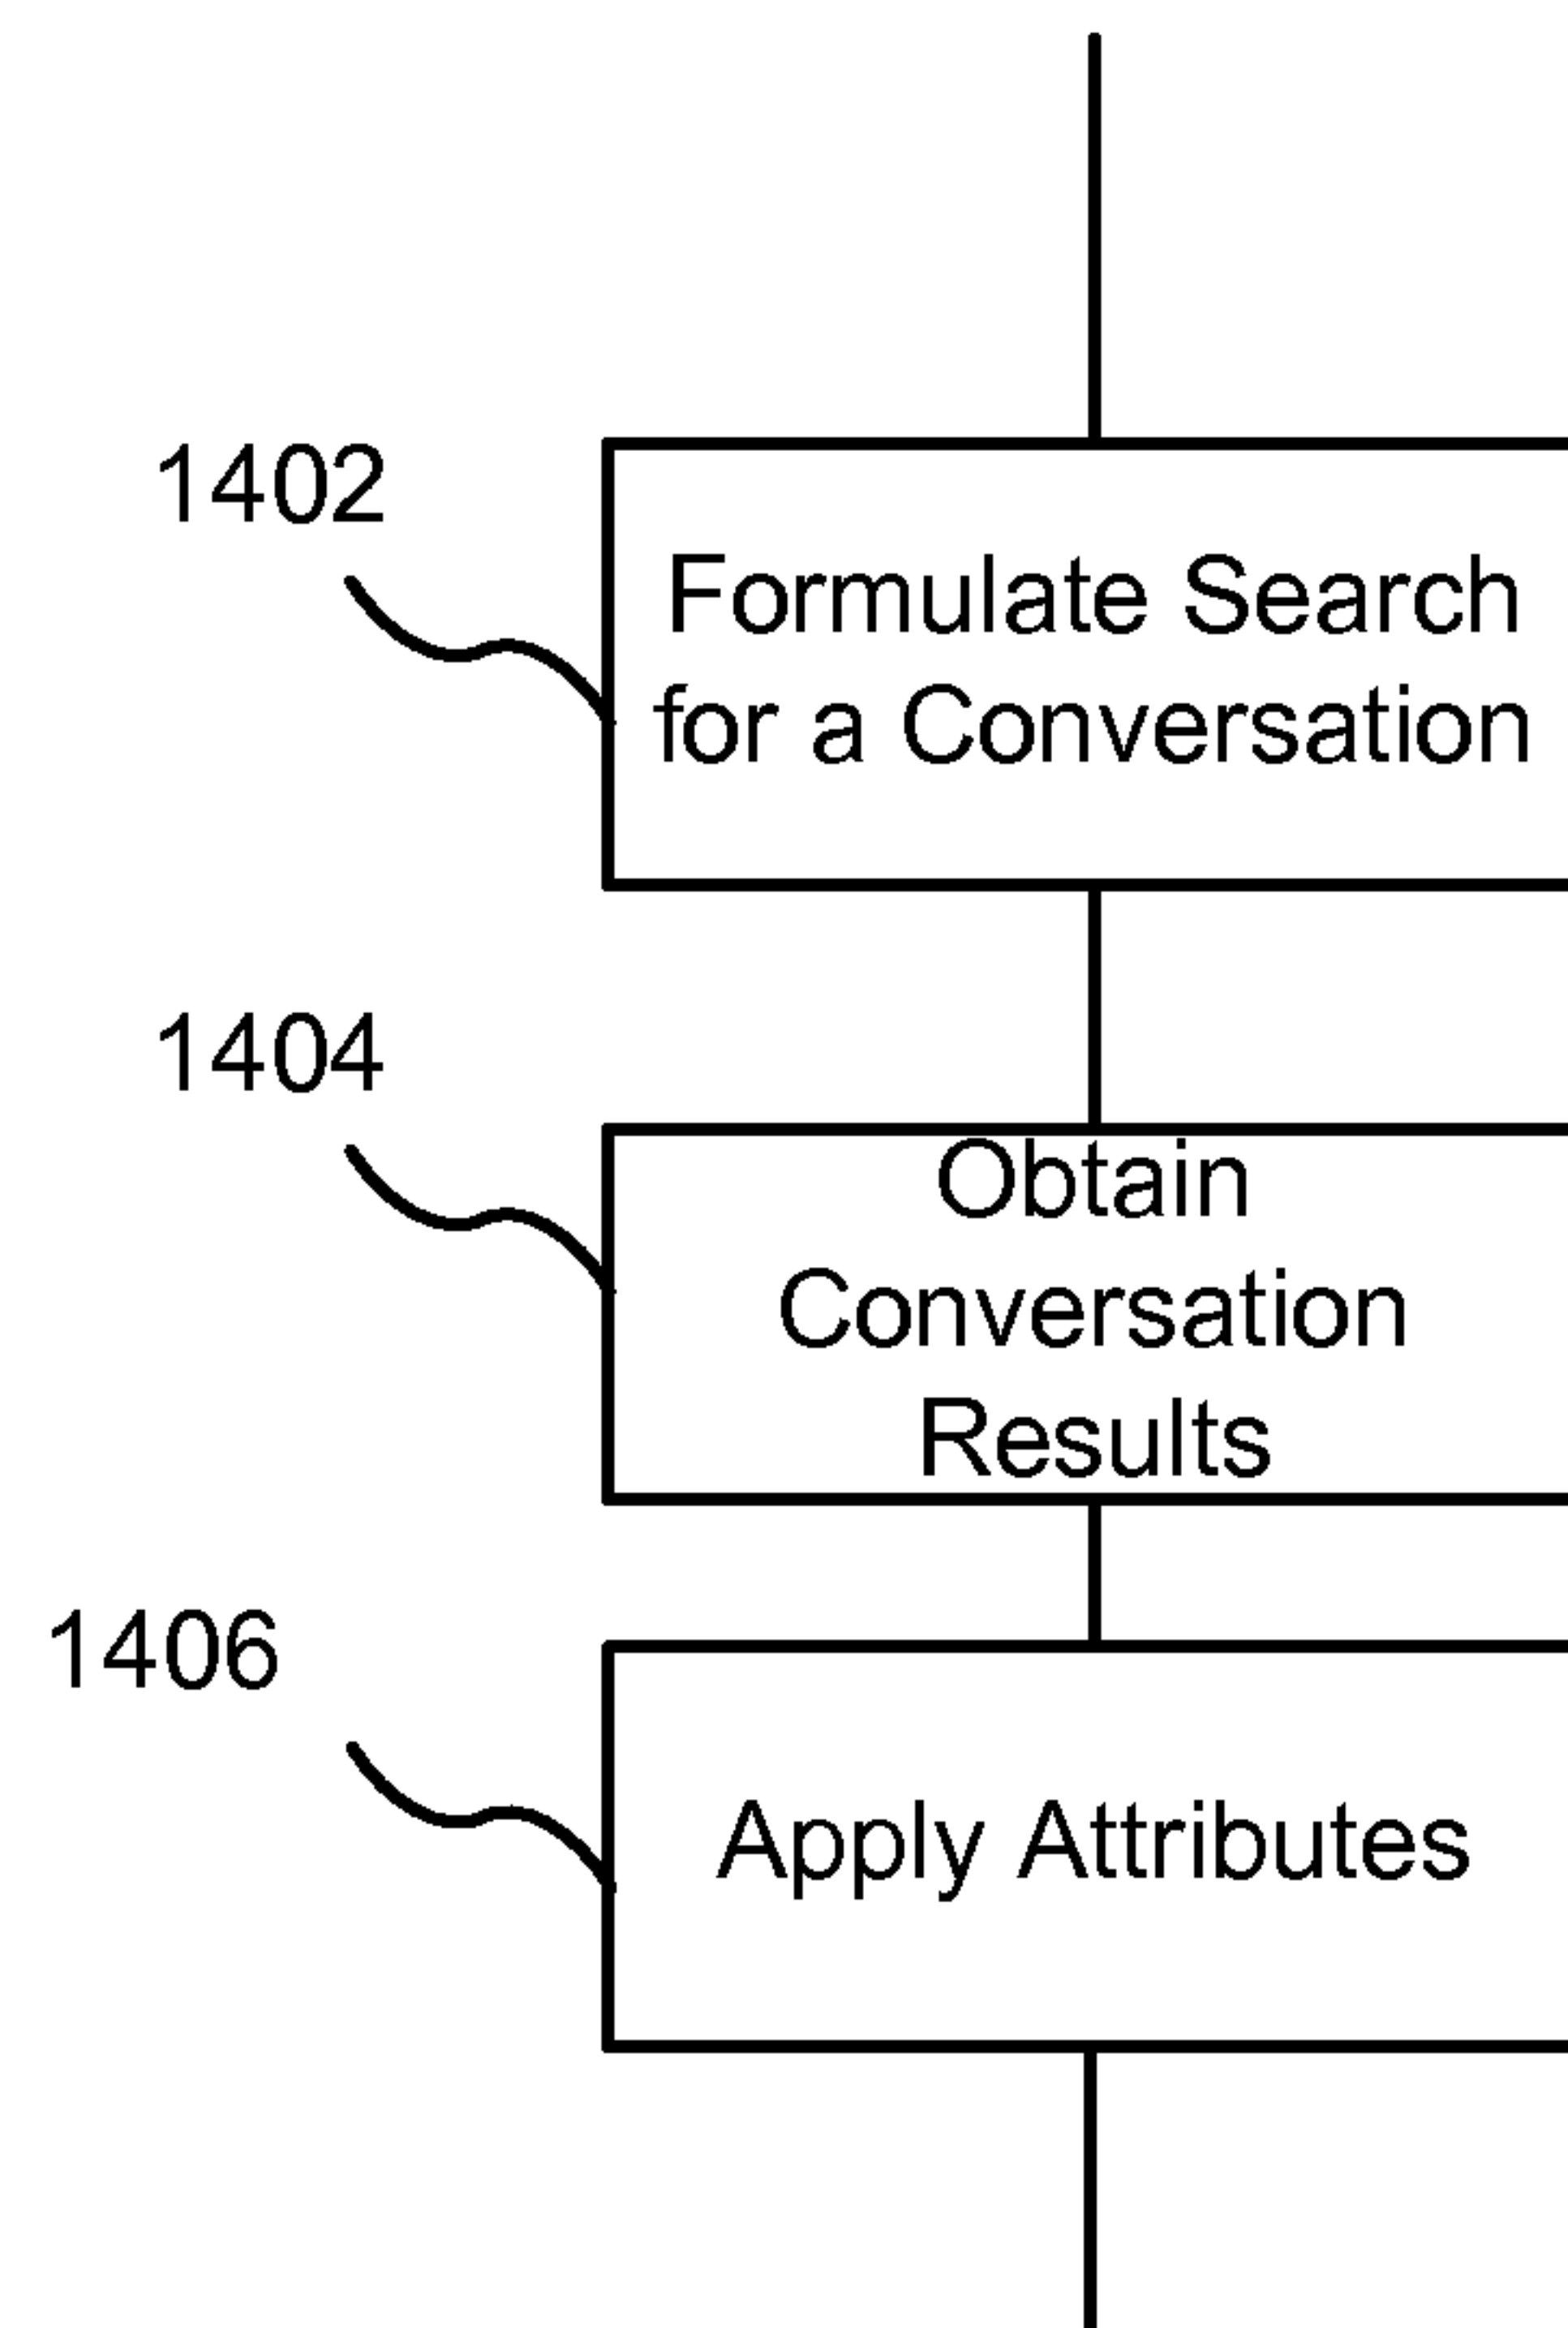 1402
Formulate Search
for a Conversation
1404
Obtain
Conversation
Results
1406
Apply Attributes